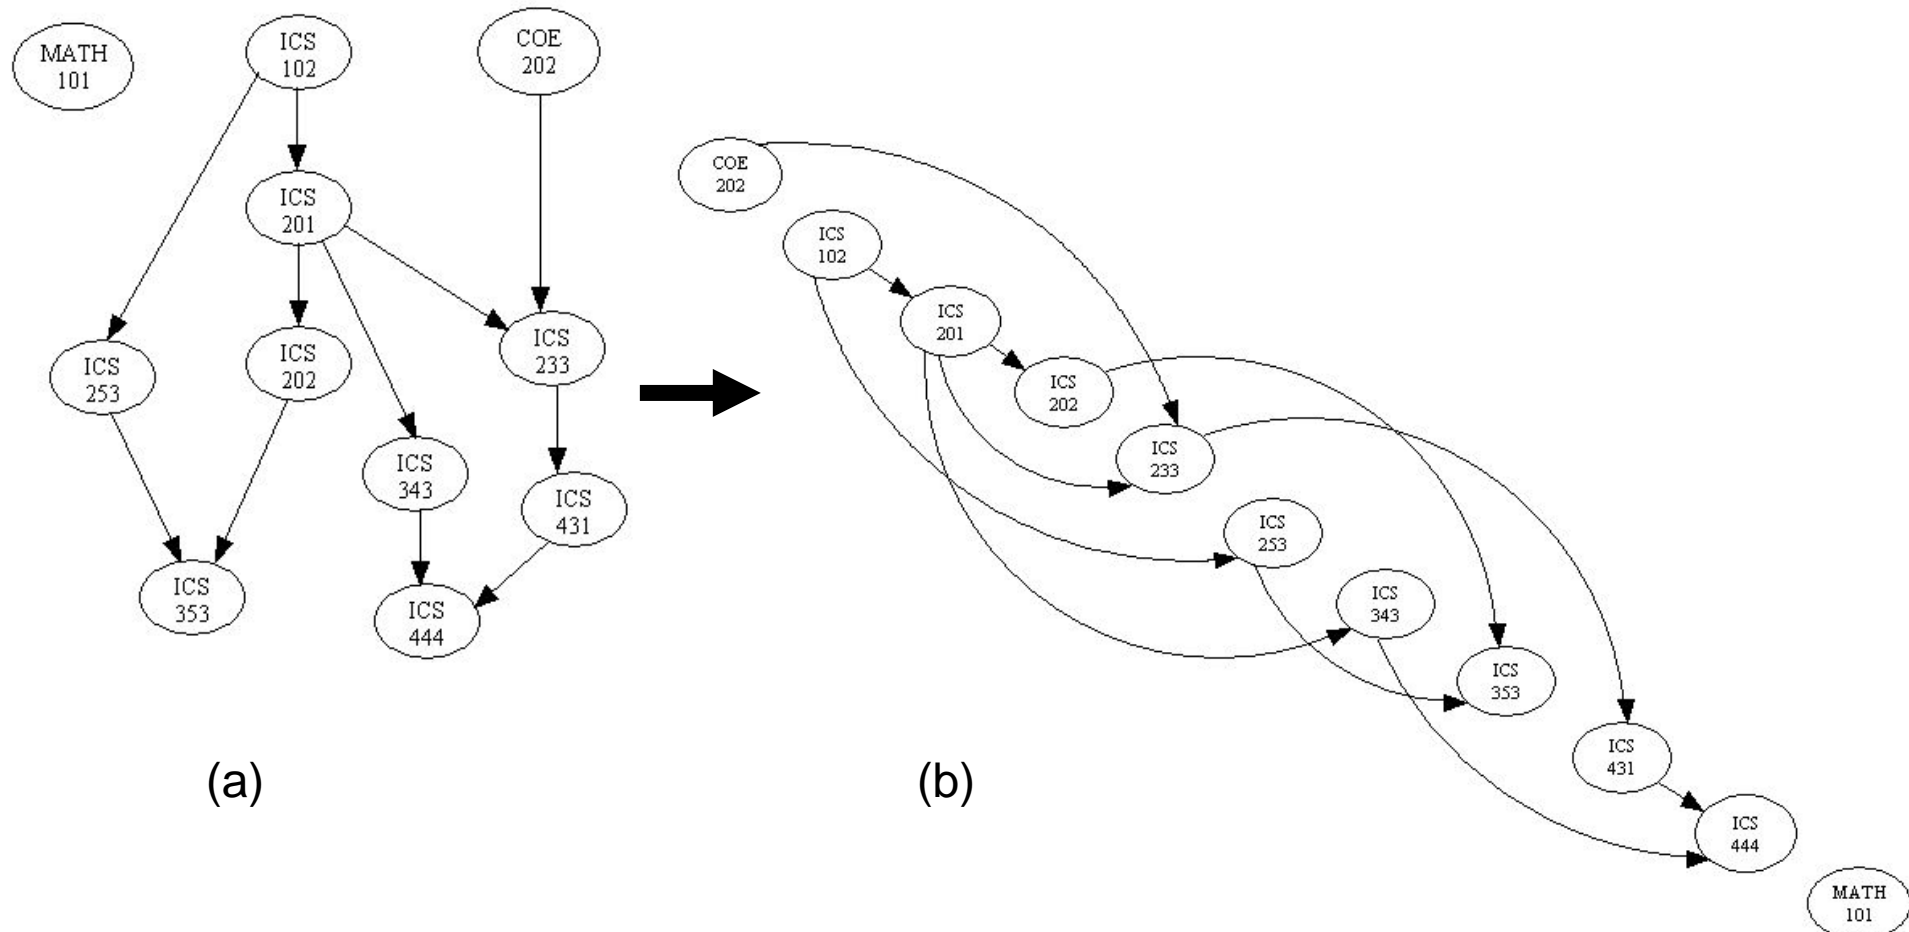 MATH
101
ICS
102
COE
202
ICS
201
ICS
253
ICS
202
ICS
233
ICS
343
ICS
431
ICS
353
ICS
444
(a)
COE
202
ICS
102
ICS
201
ICS
202
ICS
233
ICS
253
ICS
343
ICS
353
ICS
431
ICS
444
MATH
101
(b)